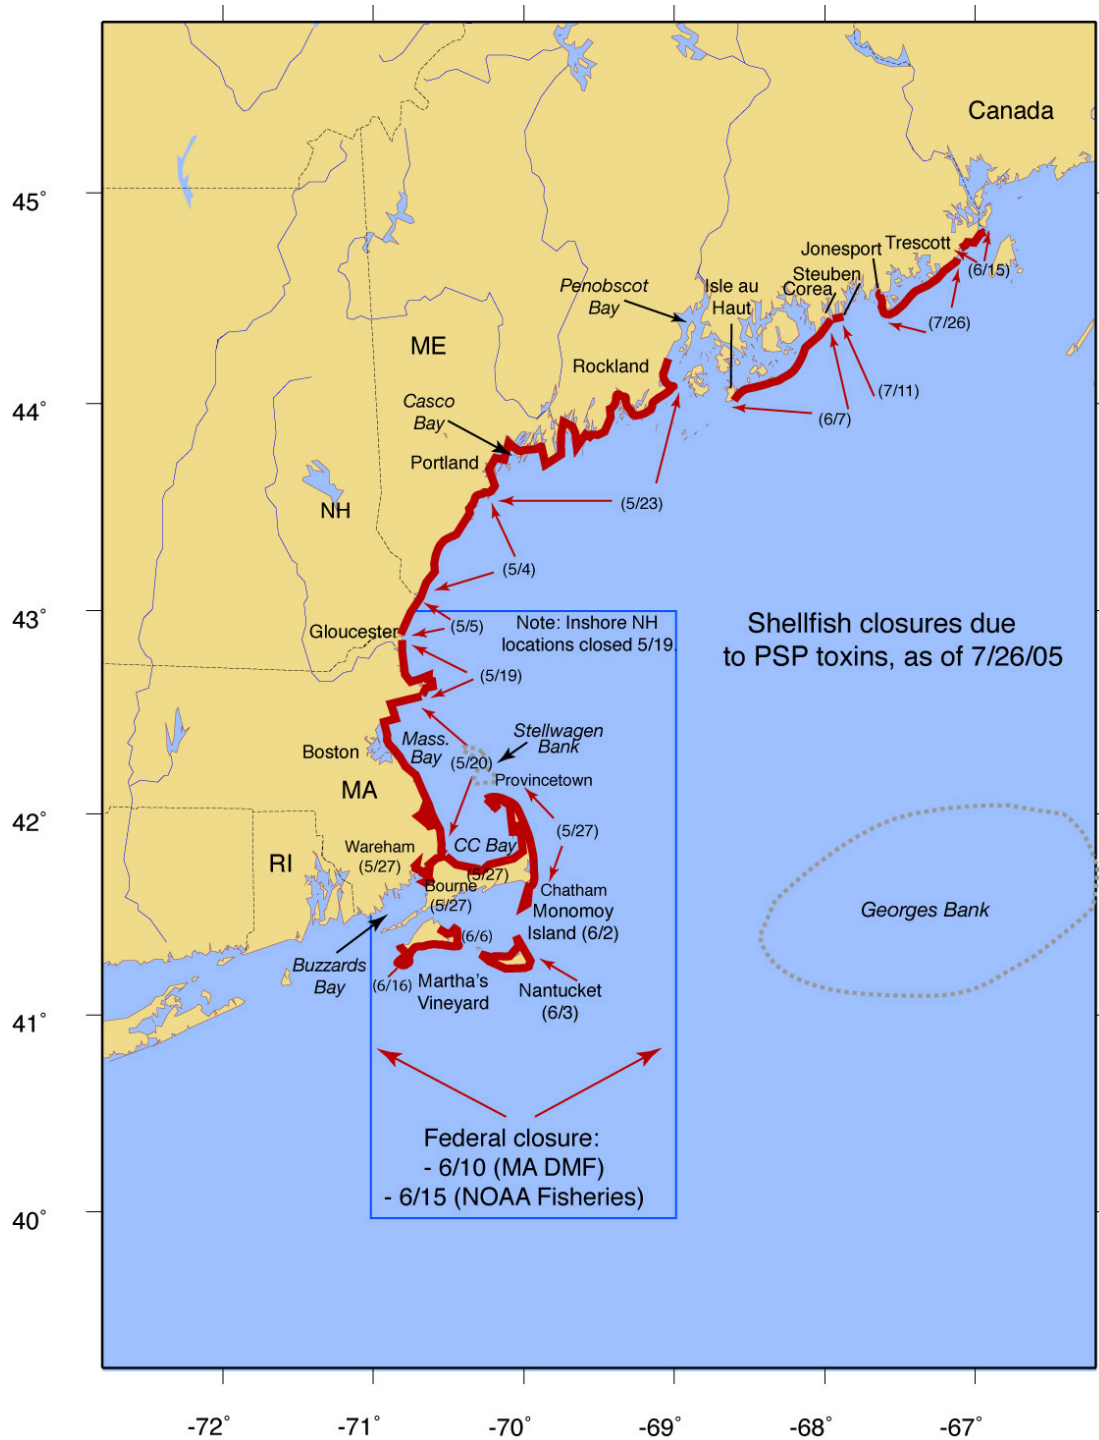 Canada
45°
Jonesport
Trescott
(6/15)
Steuben
Corea
Penobscot
Bay
Isle au
Haut
(7/26)
ME
Rockland
(7/11)
44°
Casco
Bay
(6/7)
Portland
(5/23)
NH
(5/4)
43°
Gloucester
(5/5)
Note: Inshore NH
locations closed 5/19.
Shellfish closures due
to PSP toxins, as of 7/26/05
(5/19)
Boston
Mass.
Bay
Stellwagen
Bank
(5/20)
Provincetown
MA
42°
(5/27)
Wareham
(5/27)
CC Bay
(5/27)
RI
Bourne
(5/27)
Chatham
Monomoy
Island (6/2)
Georges Bank
(6/6)
Buzzards
Bay
(6/16)
Martha's
Vineyard
Nantucket
(6/3)
41°
Federal closure:
- 6/10 (MA DMF)
- 6/15 (NOAA Fisheries)
40°
-72°
-71°
-70°
-69°
-68°
-67°